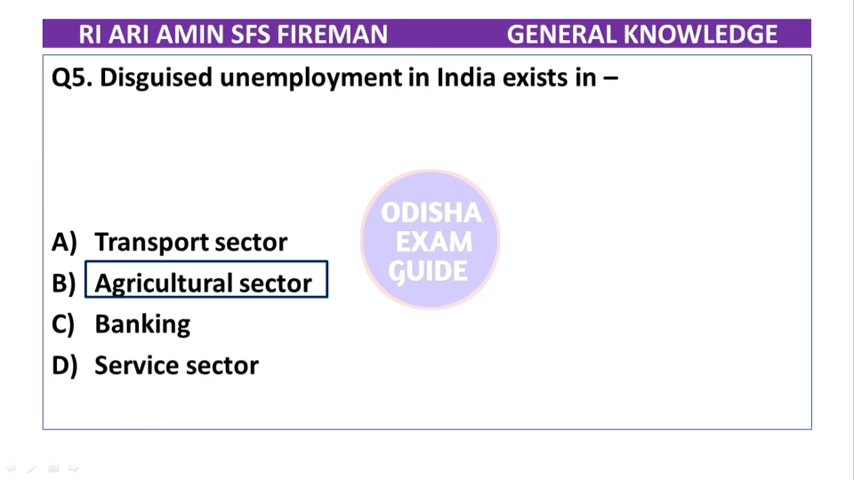 RI ARI AMIN SFS FIREMAN GENERAL KNOWLEDGE
Q5. Disguised unemployment in India exists in –
A) Transport sector
B) Agricultural sector
C) Banking
D) Service sector
ODISHA
EXAM
GUIDE